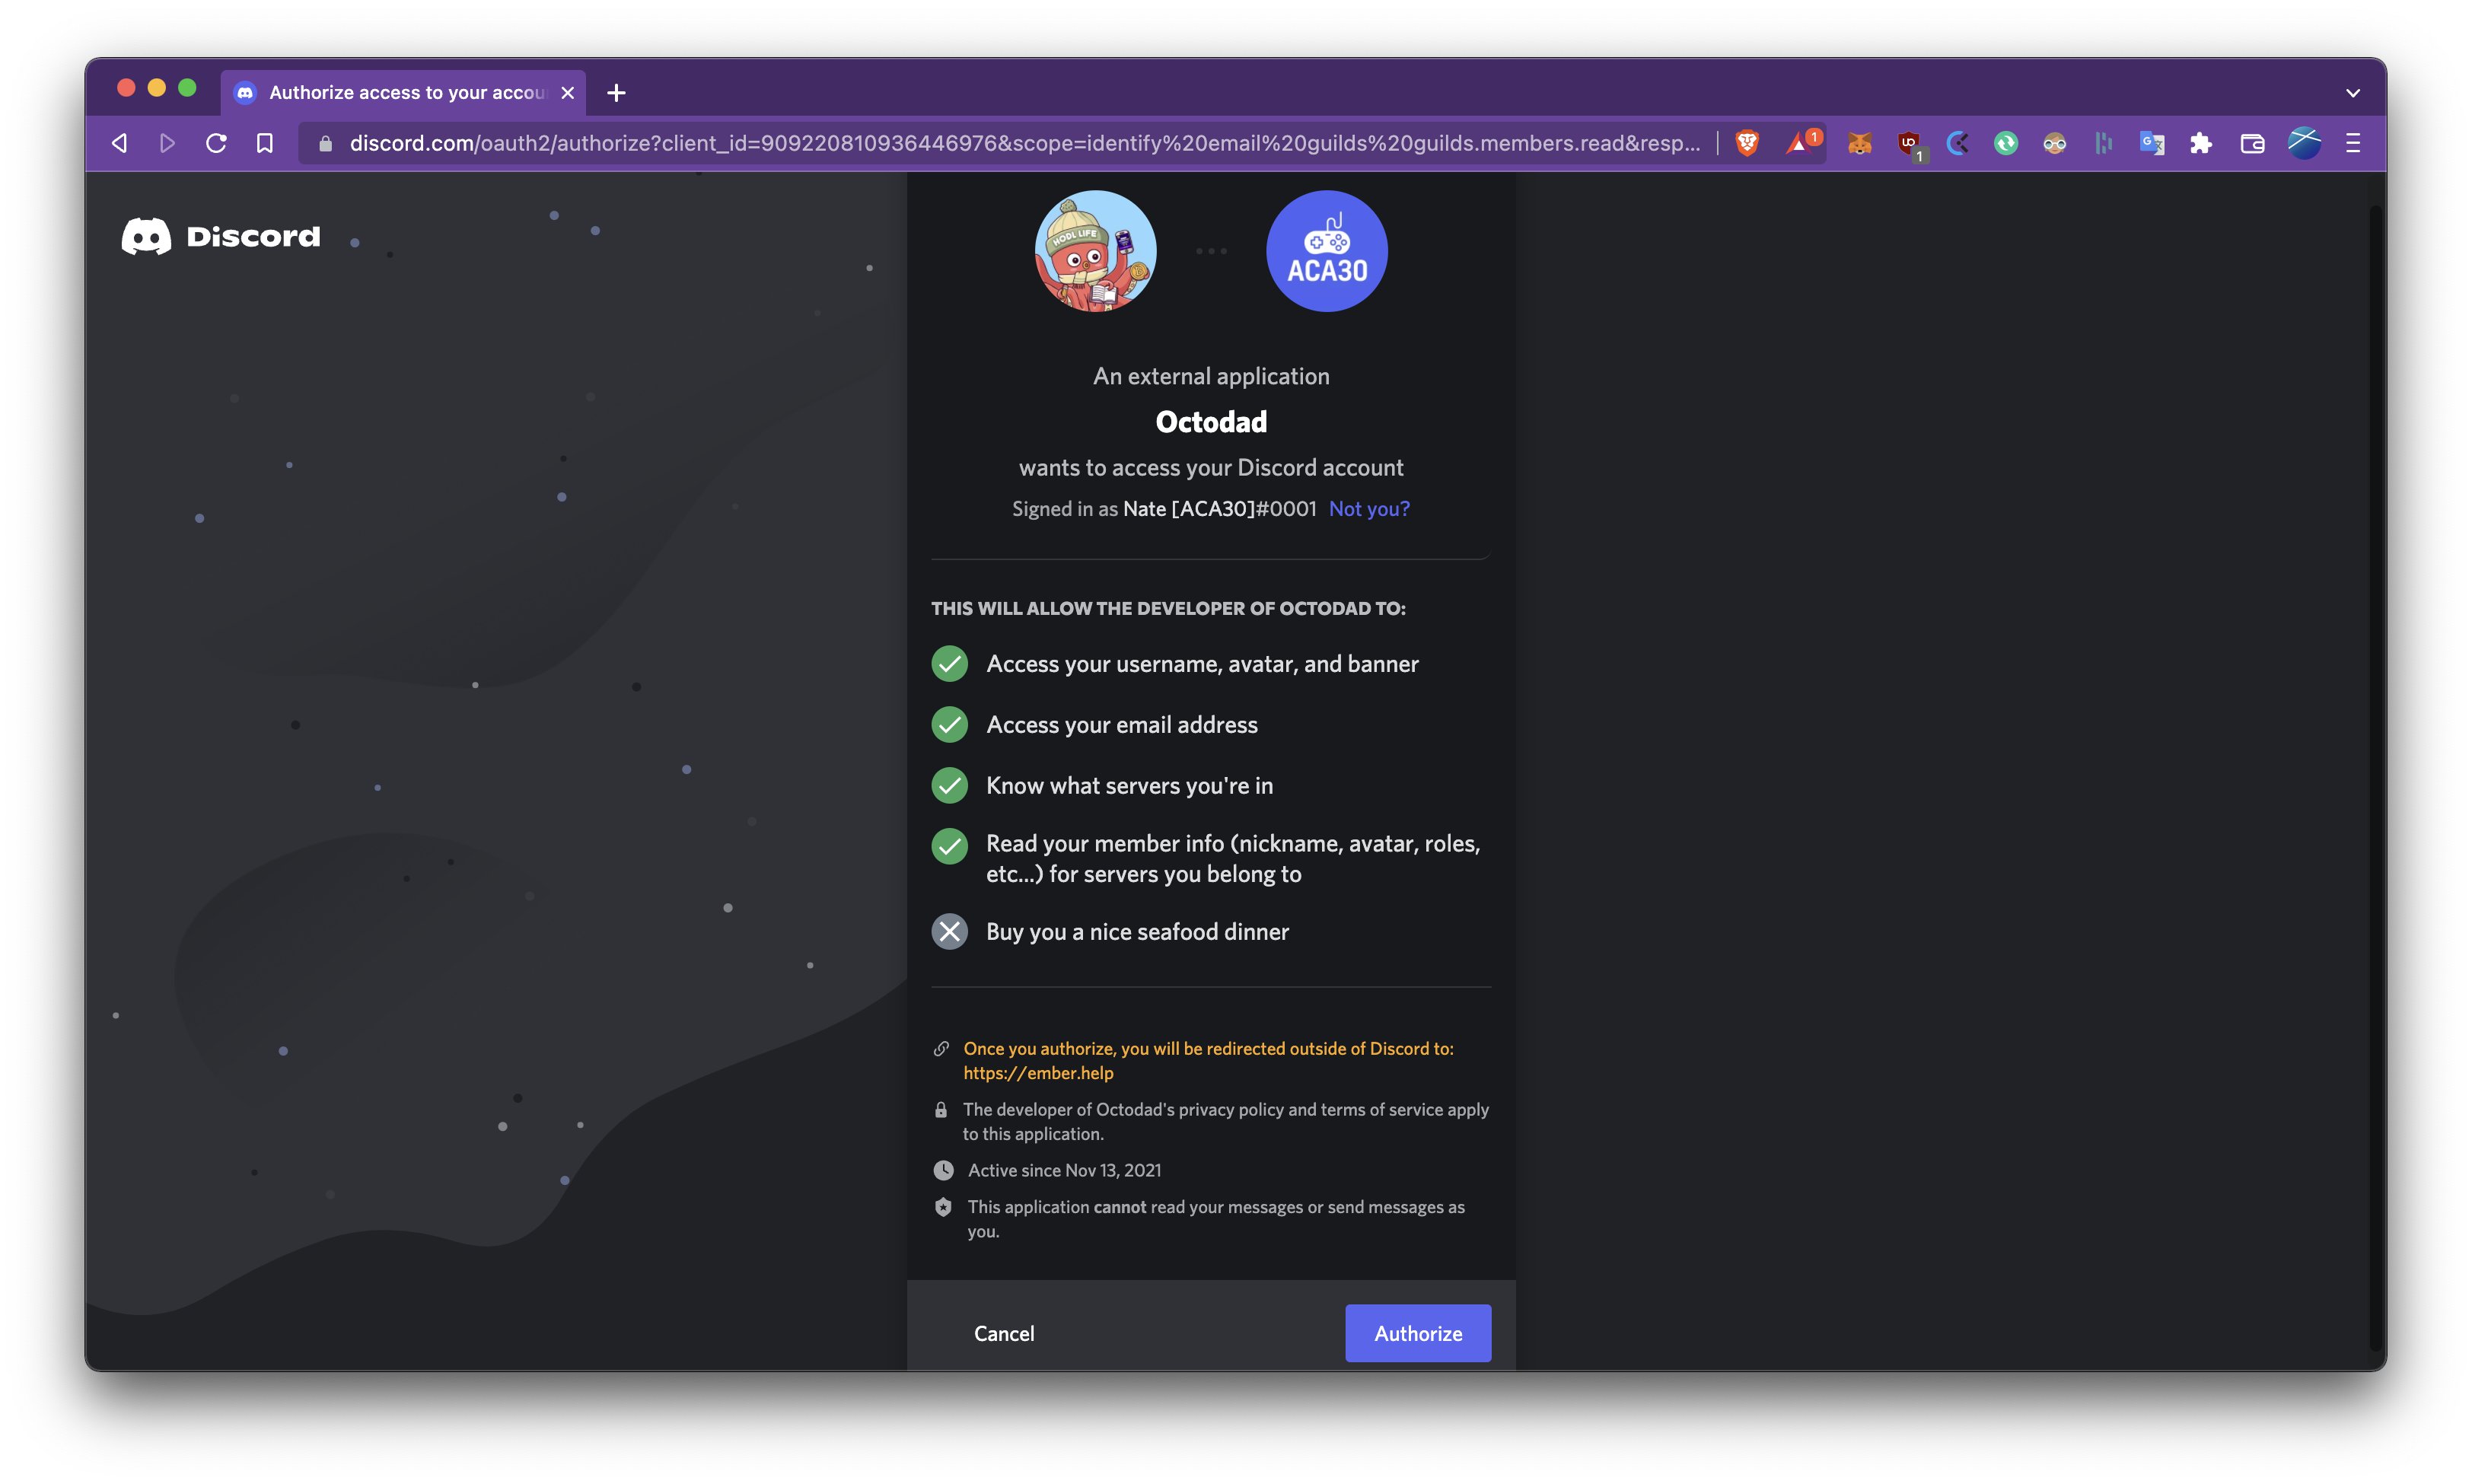 Authorize access to your accou
discord.com/oauth2/authorize?client_id=909220810936446976&scope=identify%20email%20guilds%20guilds.members.read&resp...
1
1
Discord
HODL LIFE
ACA30
An external application
Octodad
wants to access your Discord account
Signed in as Nate [ACA30]#0001 Not you?
THIS WILL ALLOW THE DEVELOPER OF OCTODAD TO:
Access your username, avatar, and banner
Access your email address
Know what servers you're in
Read your member info (nickname, avatar, roles,
etc...) for servers you belong to
Buy you a nice seafood dinner
Once you authorize, you will be redirected outside of Discord to:
https://ember.help
The developer of Octodad's privacy policy and terms of service apply
to this application.
Active since Nov 13, 2021
This application cannot read your messages or send messages as
you.
Cancel
Authorize